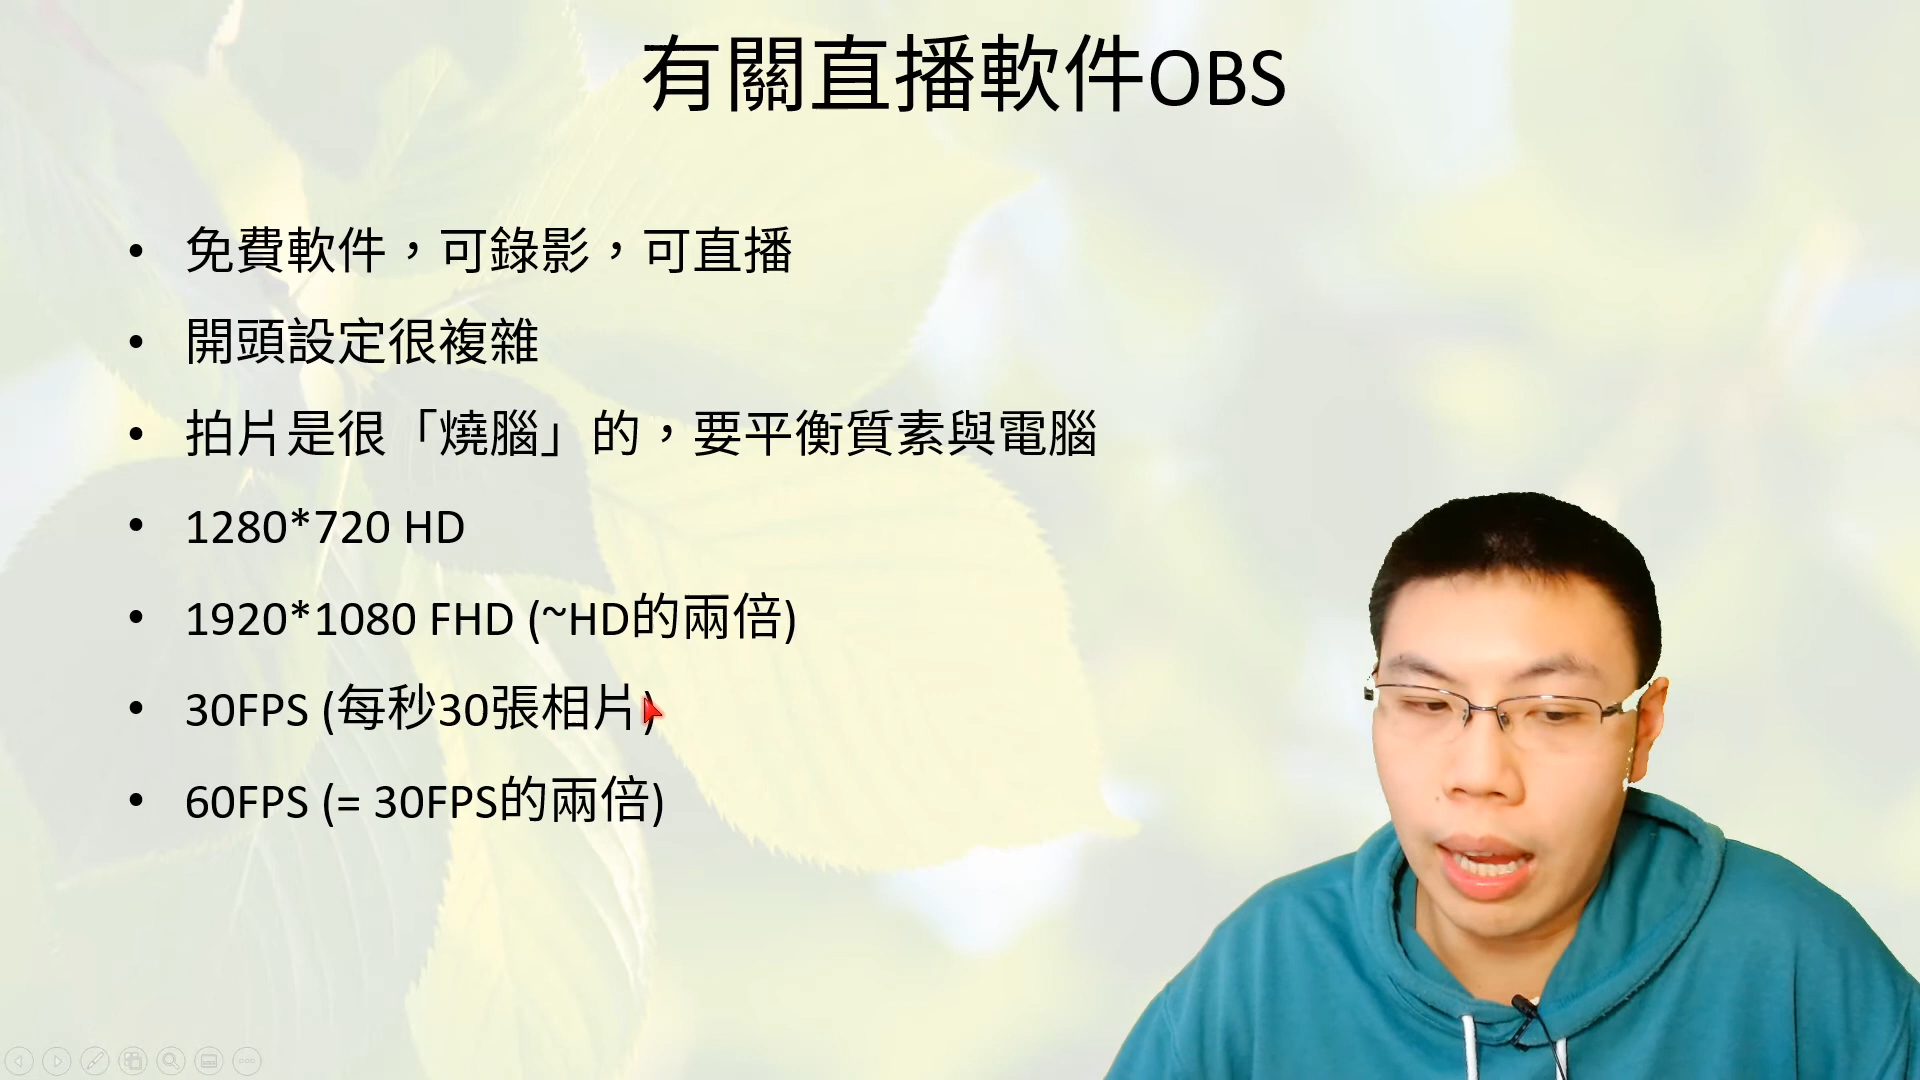 有關直播軟件OBS
• 免費軟件，可錄影，可直播
• 開頭設定很複雜
• 拍片是很「燒腦」的，要平衡質素與電腦
• 1280*720 HD
• 1920*1080 FHD (~HD的兩倍)
• 30FPS (每秒30張相片)
• 60FPS (= 30FPS的兩倍)